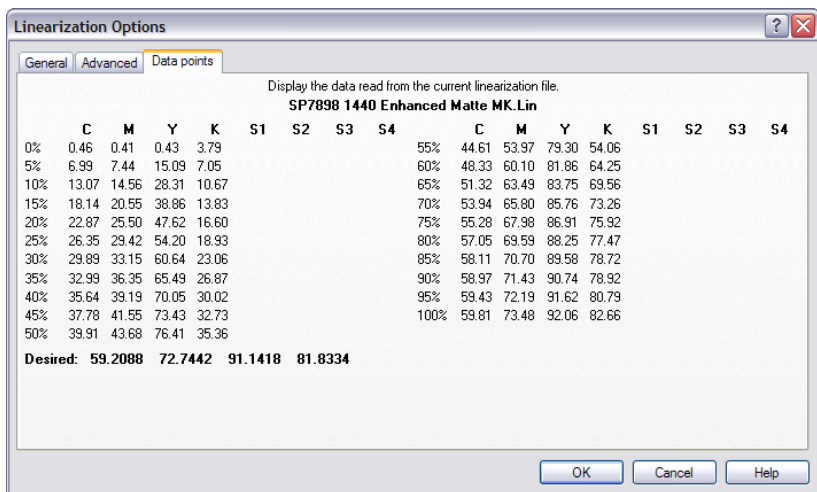 Linearization Options
General Advanced Data points
Display the data read from the current linearization file.
SP7898 1440 Enhanced Matte MK.Lin
C M Y K S1 S2 S3 S4 C M Y K S1 S2 S3 S4
0% 0.46 0.41 0.43 3.79 55% 44.61 53.97 79.30 54.06
5% 6.99 7.44 15.09 7.05 60% 48.33 60.10 81.86 64.25
10% 13.07 14.56 28.31 10.67 65% 51.32 63.49 83.75 69.56
15% 18.14 20.55 38.86 13.83 70% 53.94 65.80 85.76 73.26
20% 22.87 25.50 47.62 16.60 75% 55.28 67.98 86.91 75.92
25% 26.35 29.42 54.20 18.93 80% 57.05 69.59 88.25 77.47
30% 29.89 33.15 60.64 23.06 85% 58.11 70.70 89.58 78.72
35% 32.99 36.35 65.49 26.87 90% 58.97 71.43 90.74 78.92
40% 35.64 39.19 70.05 30.02 95% 59.43 72.19 91.62 80.79
45% 37.78 41.55 73.43 32.73 100% 59.81 73.48 92.06 82.66
50% 39.91 43.68 76.41 35.36
Desired: 59.2088 72.7442 91.1418 81.8334
OK Cancel Help